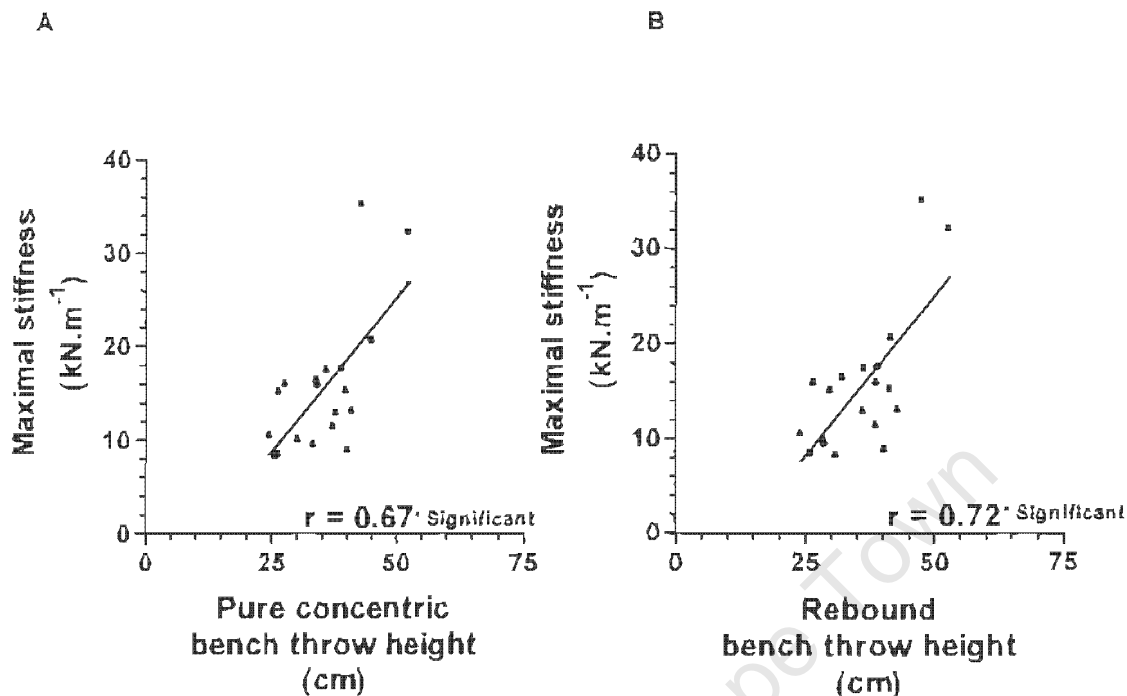 A
B
40
30
20
10
0
Maximal stiffness
(kN.m⁻¹)
r = 0.67* Significant
0 25 50 75
Pure concentric
bench throw height
(cm)
40
30
20
10
0
Maximal stiffness
(kN.m⁻¹)
r = 0.72* Significant
0 25 50 75
Rebound
bench throw height
(cm)
pe Town